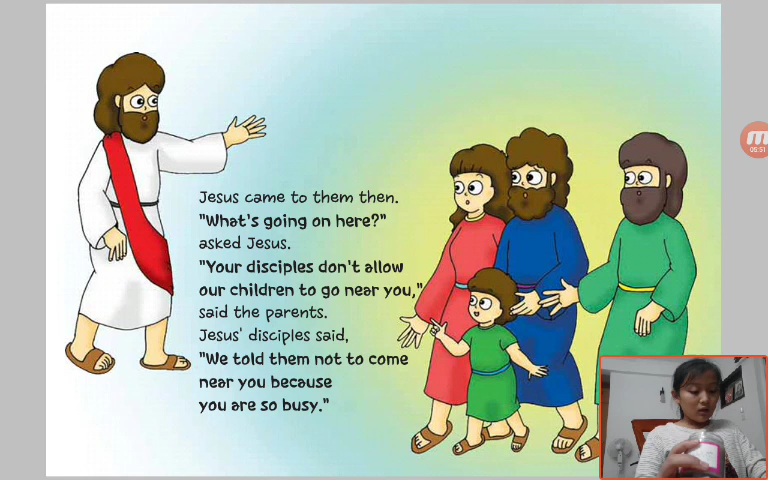 Jesus came to them then.
"What's going on here?"
asked Jesus.
"Your disciples don't allow
our children to go near you,"
said the parents.
Jesus' disciples said,
"We told them not to come
near you because
you are so busy."
05:51